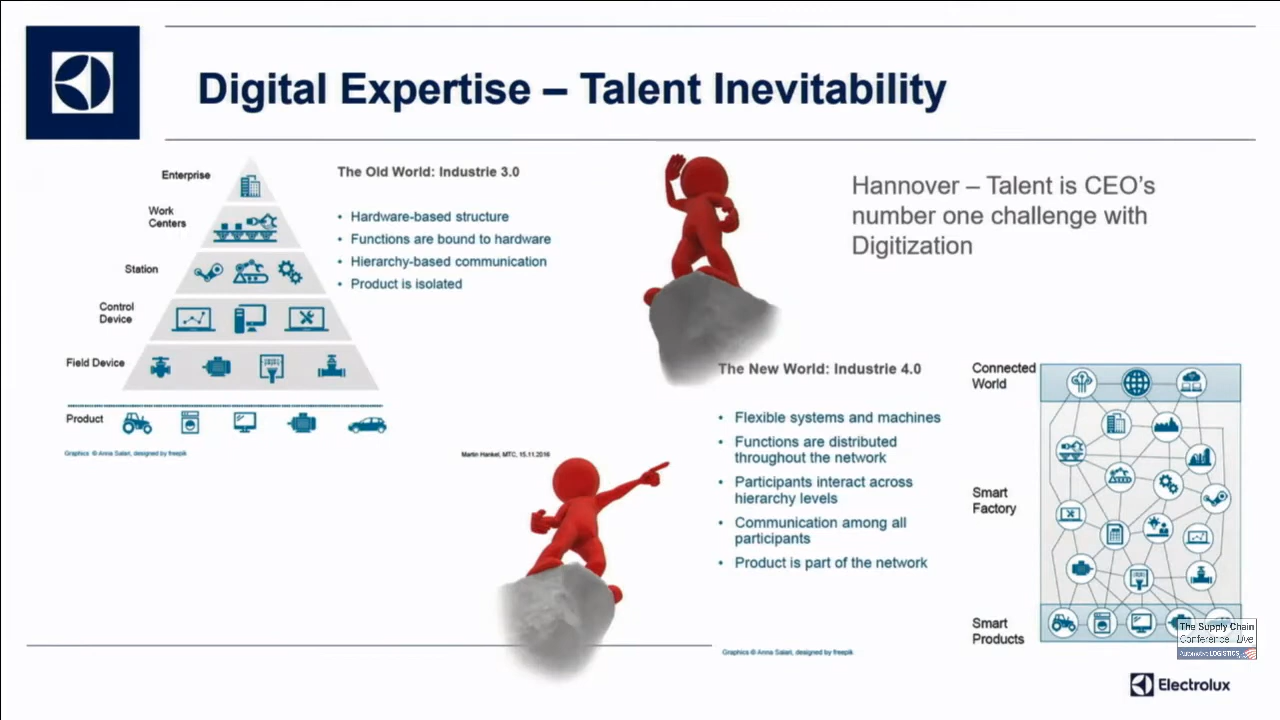 Digital Expertise – Talent Inevitability
Enterprise
Work
Centers
Station
Control
Device
Field Device
Product
Graphics © Anna Salari, designed by freepik
The Old World: Industrie 3.0
• Hardware-based structure
• Functions are bound to hardware
• Hierarchy-based communication
• Product is isolated
Martin Hankel, MTC, 15.11.2016
Hannover – Talent is CEO's
number one challenge with
Digitization
The New World: Industrie 4.0
• Flexible systems and machines
• Functions are distributed
throughout the network
• Participants interact across
hierarchy levels
• Communication among all
participants
• Product is part of the network
Graphics © Anna Salari, designed by freepik
Connected
World
Smart
Factory
Smart
Products
The Supply Chain
Conference Live
Automotive LOGISTICS
Electrolux